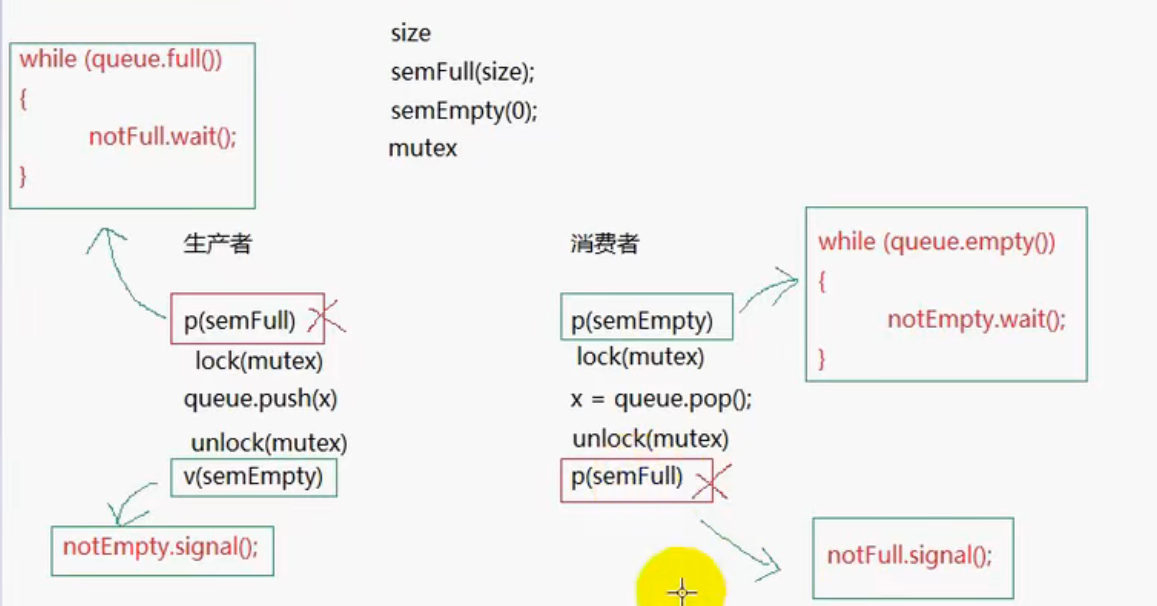 size
semFull(size);
semEmpty(0);
mutex
while (queue.full())
{
notFull.wait();
}
生产者
p(semFull)
lock(mutex)
queue.push(x)
unlock(mutex)
v(semEmpty)
notEmpty.signal();
消费者
p(semEmpty)
lock(mutex)
x = queue.pop();
unlock(mutex)
p(semFull)
while (queue.empty())
{
notEmpty.wait();
}
notFull.signal();